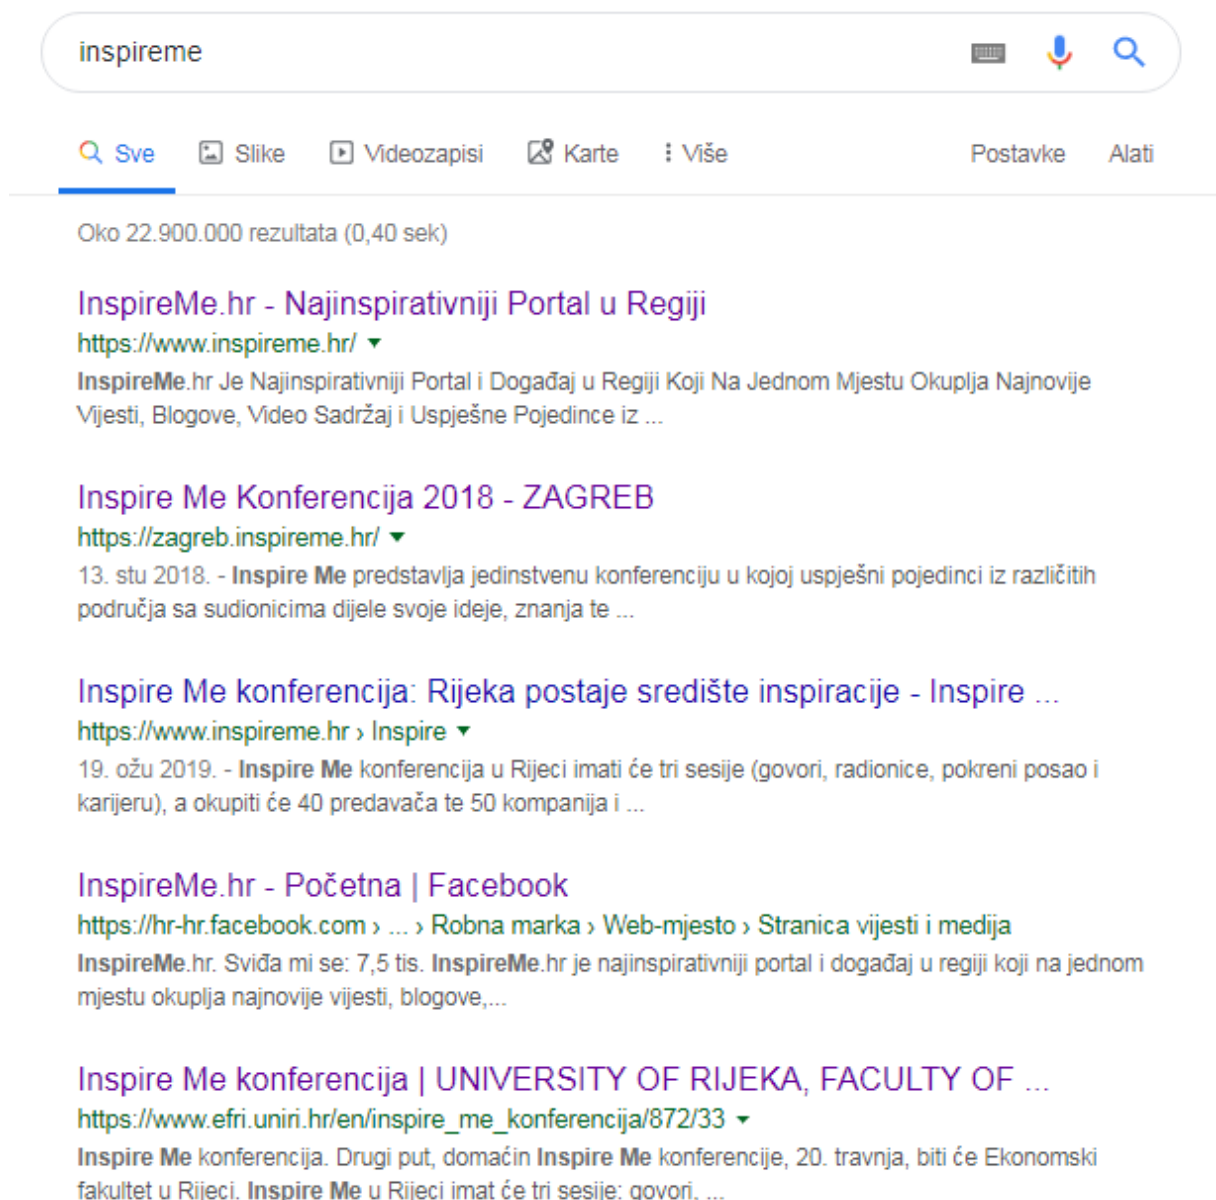 inspireme
Sve Slike Videozapisi Karte Više Postavke Alati
Oko 22.900.000 rezultata (0,40 sek)
InspireMe.hr - Najinspirativniji Portal u Regiji
https://www.inspireme.hr/
InspireMe.hr Je Najinspirativniji Portal i Događaj u Regiji Koji Na Jednom Mjestu Okuplja Najnovije
Vijesti, Blogove, Video Sadržaj i Uspješne Pojedince iz ...
Inspire Me Konferencija 2018 - ZAGREB
https://zagreb.inspireme.hr/
13. stu 2018. - Inspire Me predstavlja jedinstvenu konferenciju u kojoj uspješni pojedinci iz različitih
područja sa sudionicima dijele svoje ideje, znanja te ...
Inspire Me konferencija: Rijeka postaje središte inspiracije - Inspire ...
https://www.inspireme.hr › Inspire
19. ožu 2019. - Inspire Me konferencija u Rijeci imati će tri sesije (govori, radionice, pokreni posao i
karijeru), a okupiti će 40 predavača te 50 kompanija i ...
InspireMe.hr - Početna | Facebook
https://hr-hr.facebook.com › ... › Robna marka › Web-mjesto › Stranica vijesti i medija
InspireMe.hr. Sviđa mi se: 7,5 tis. InspireMe.hr je najinspirativniji portal i događaj u regiji koji na jednom
mjestu okuplja najnovije vijesti, blogove,...
Inspire Me konferencija | UNIVERSITY OF RIJEKA, FACULTY OF ...
https://www.efri.uniri.hr/en/inspire_me_konferencija/872/33
Inspire Me konferencija. Drugi put, domaćin Inspire Me konferencije, 20. travnja, biti će Ekonomski
fakultet u Rijeci. Inspire Me u Rijeci imat će tri sesije: govori, ...